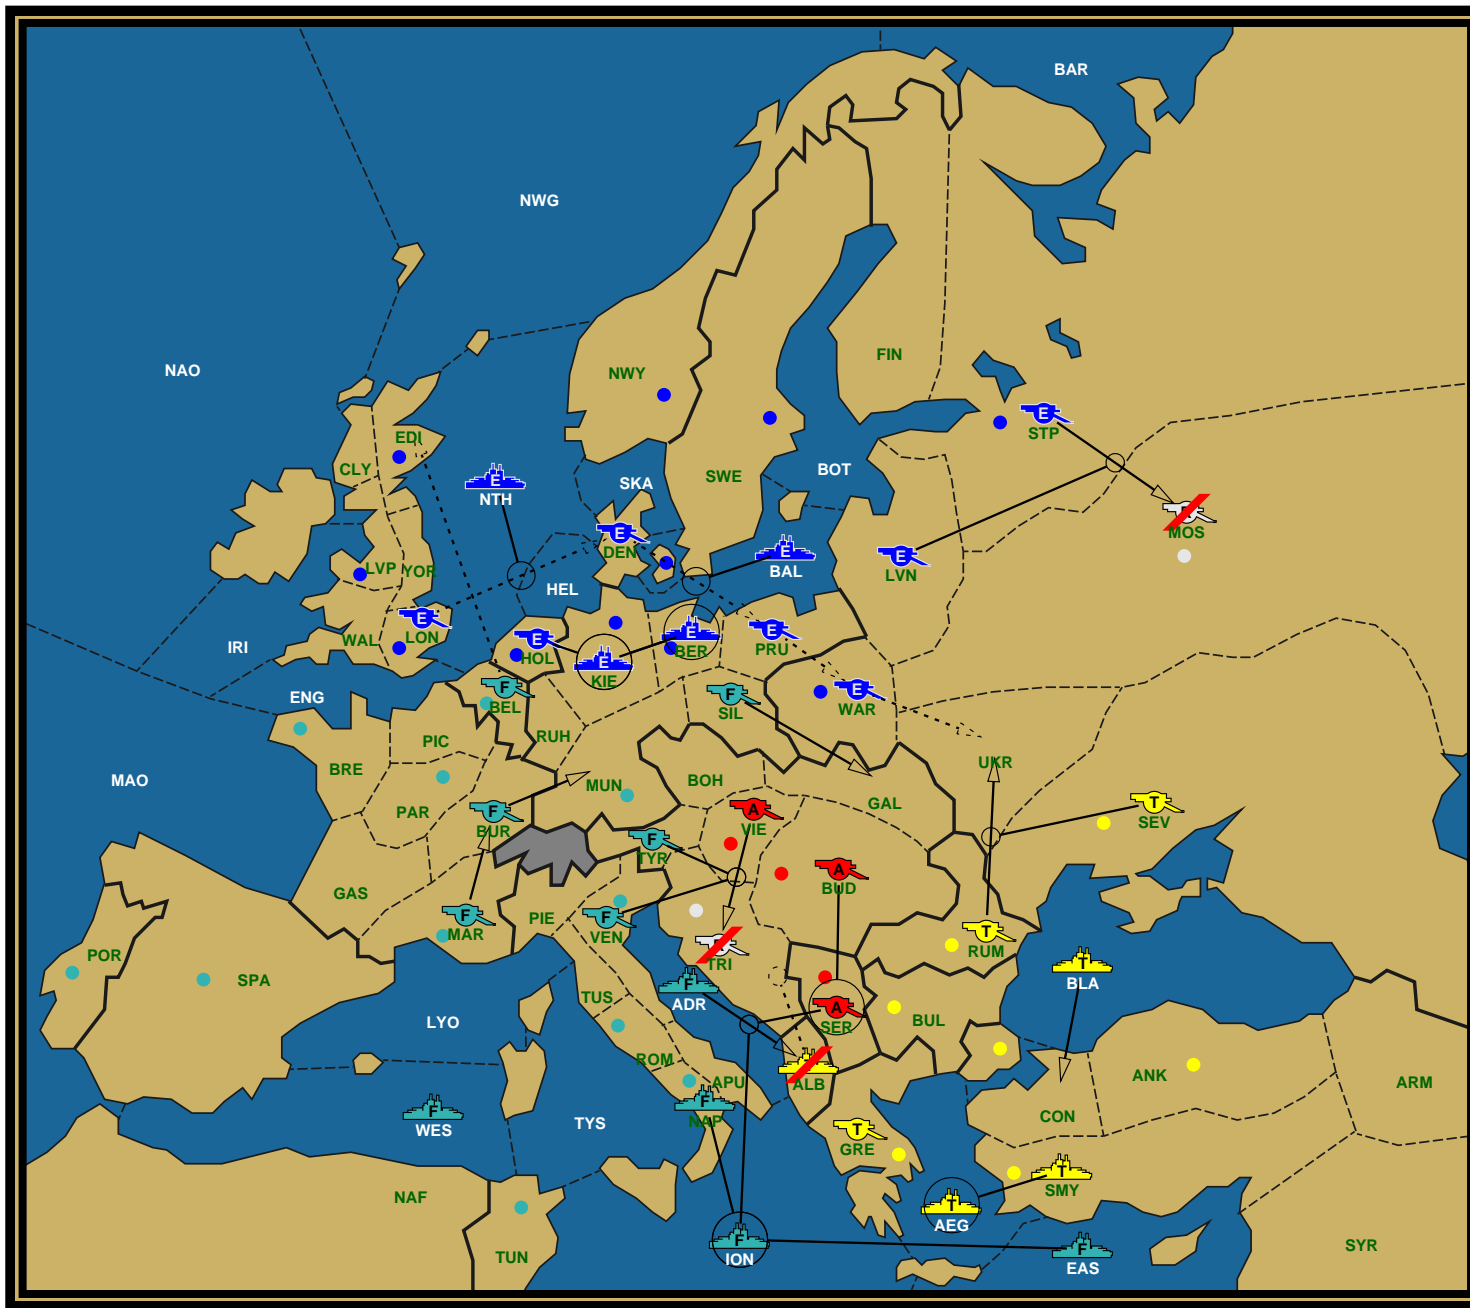 BAR
NWG
NAO
FIN
NWY
E
STP
EDI
CLY
SWE
BOT
SKA
E
NTH
MOS
E
DEN
E
BAL
E
LVN
LVP
YOR
HEL
E
LON
WAL
IRI
E
HOL
E
KIE
E
BER
E
PRU
ENG
F
BEL
F
SIL
E
WAR
PIC
RUH
BRE
UKR
MAO
MUN
BOH
GAL
PAR
F
BUR
A
VIE
T
SEV
F
TYR
A
BUD
GAS
F
MAR
PIE
F
VEN
T
RUM
TRI
POR
SPA
F
ADR
T
BLA
TUS
LYO
A
SER
BUL
ROM
APU
ALB
ANK
ARM
F
WES
TYS
F
NAP
T
GRE
CON
NAF
T
SMY
T
AEG
TUN
F
ION
F
EAS
SYR